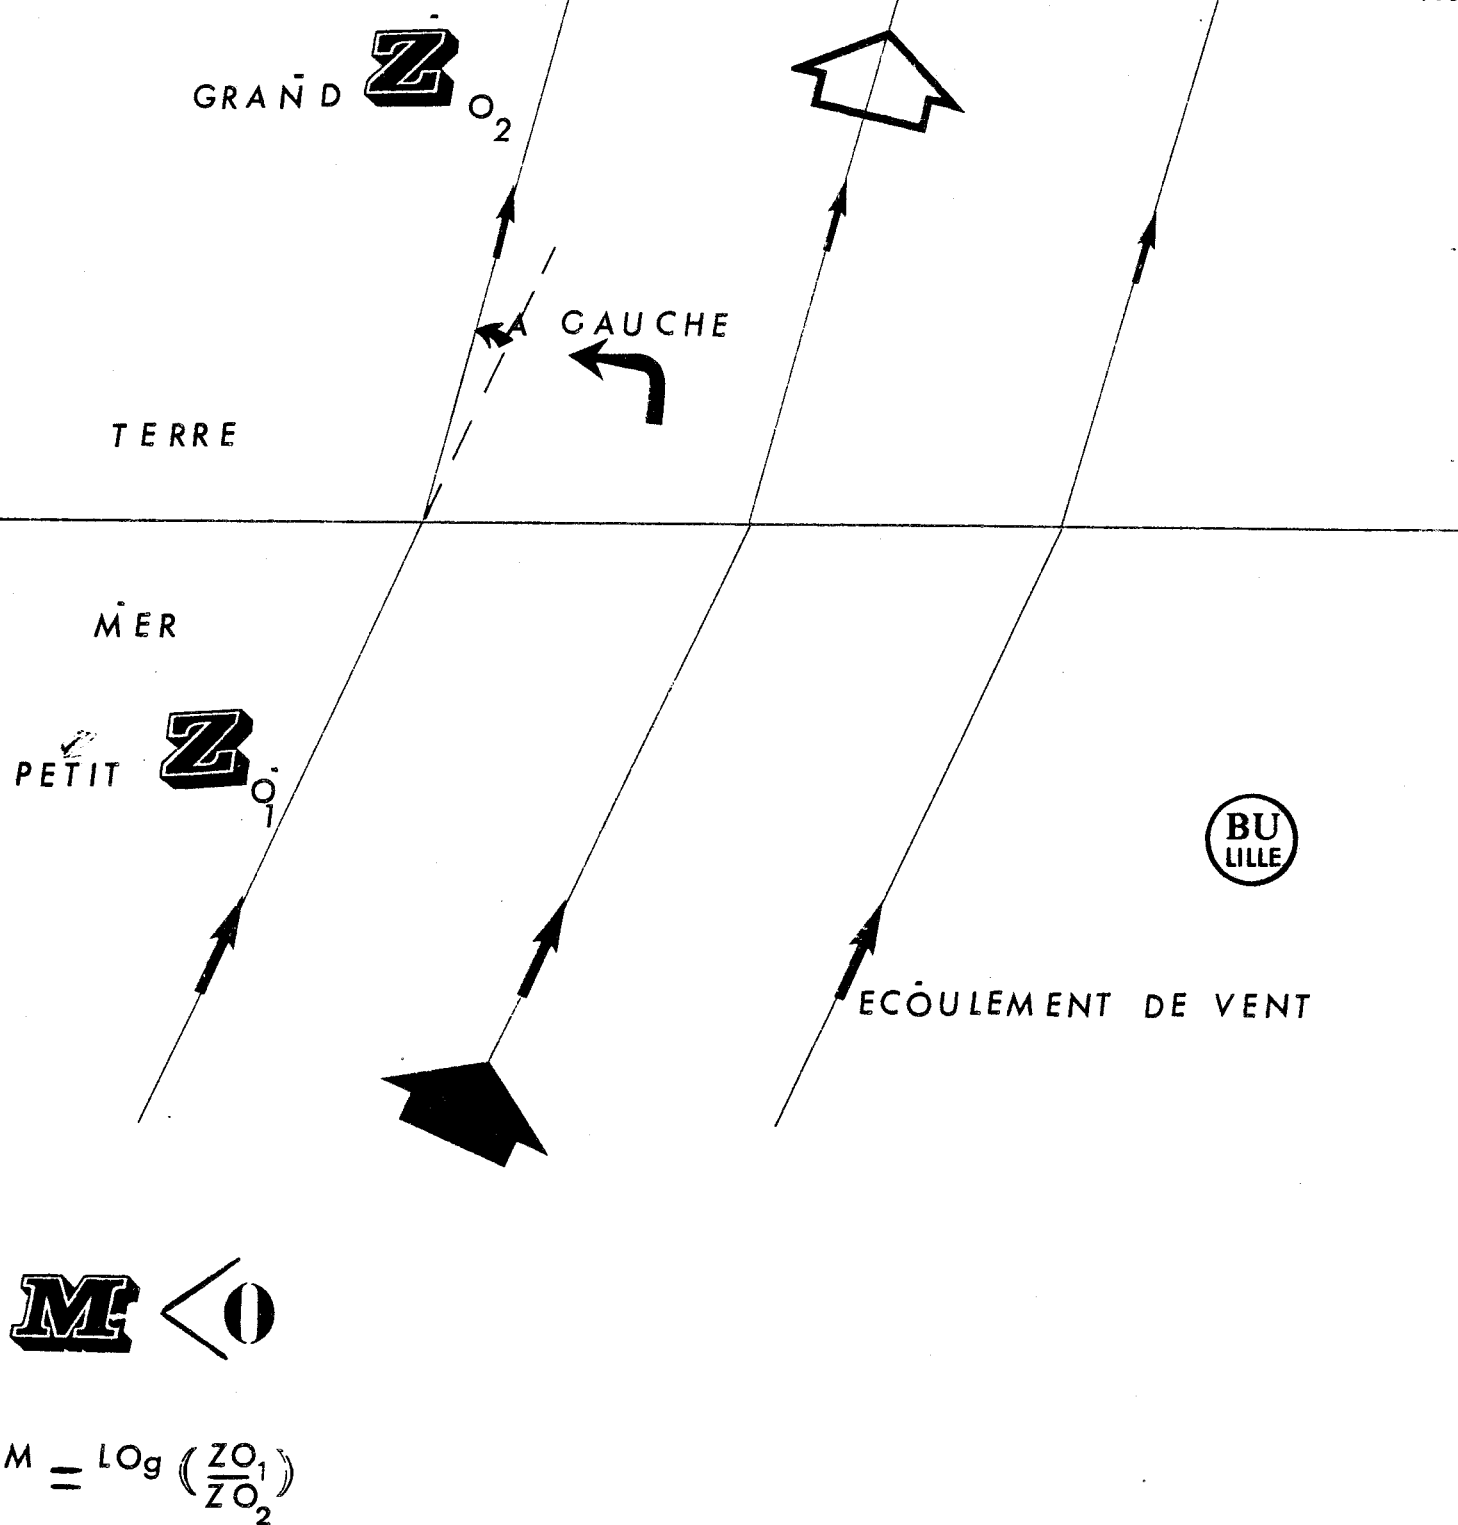 GRAND Z O2
A GAUCHE
TERRE
MER
PETIT Z O1
BU
LILLE
ECOULEMENT DE VENT
M < 0
M = LOg (ZO1/ZO2)